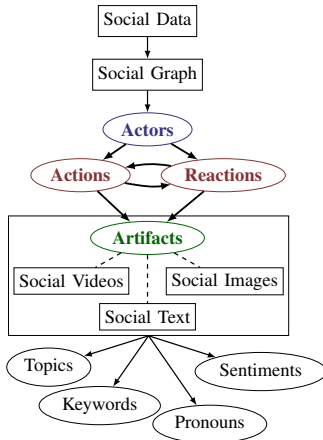 Social Data
Social Graph
Actors
Actions
Reactions
Artifacts
Social Videos
Social Images
Social Text
Topics
Sentiments
Keywords
Pronouns